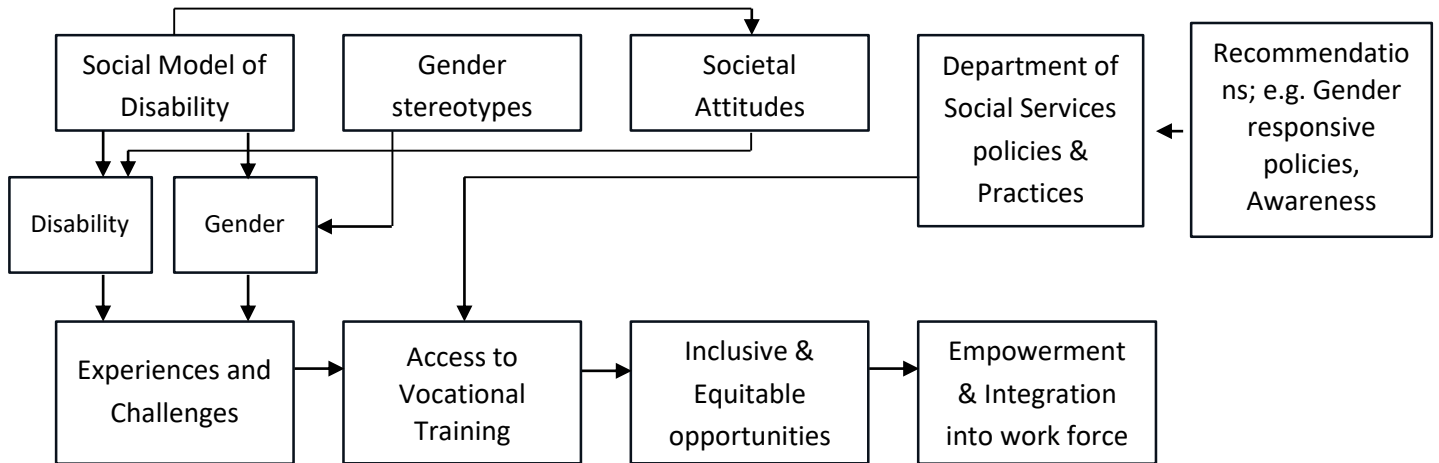 Social Model of
Disability
Gender
stereotypes
Societal
Attitudes
Department of
Social Services
policies &
Practices
Recommendatio
ns; e.g. Gender
responsive
policies,
Awareness
Disability
Gender
Experiences and
Challenges
Access to
Vocational
Training
Inclusive &
Equitable
opportunities
Empowerment
& Integration
into work force